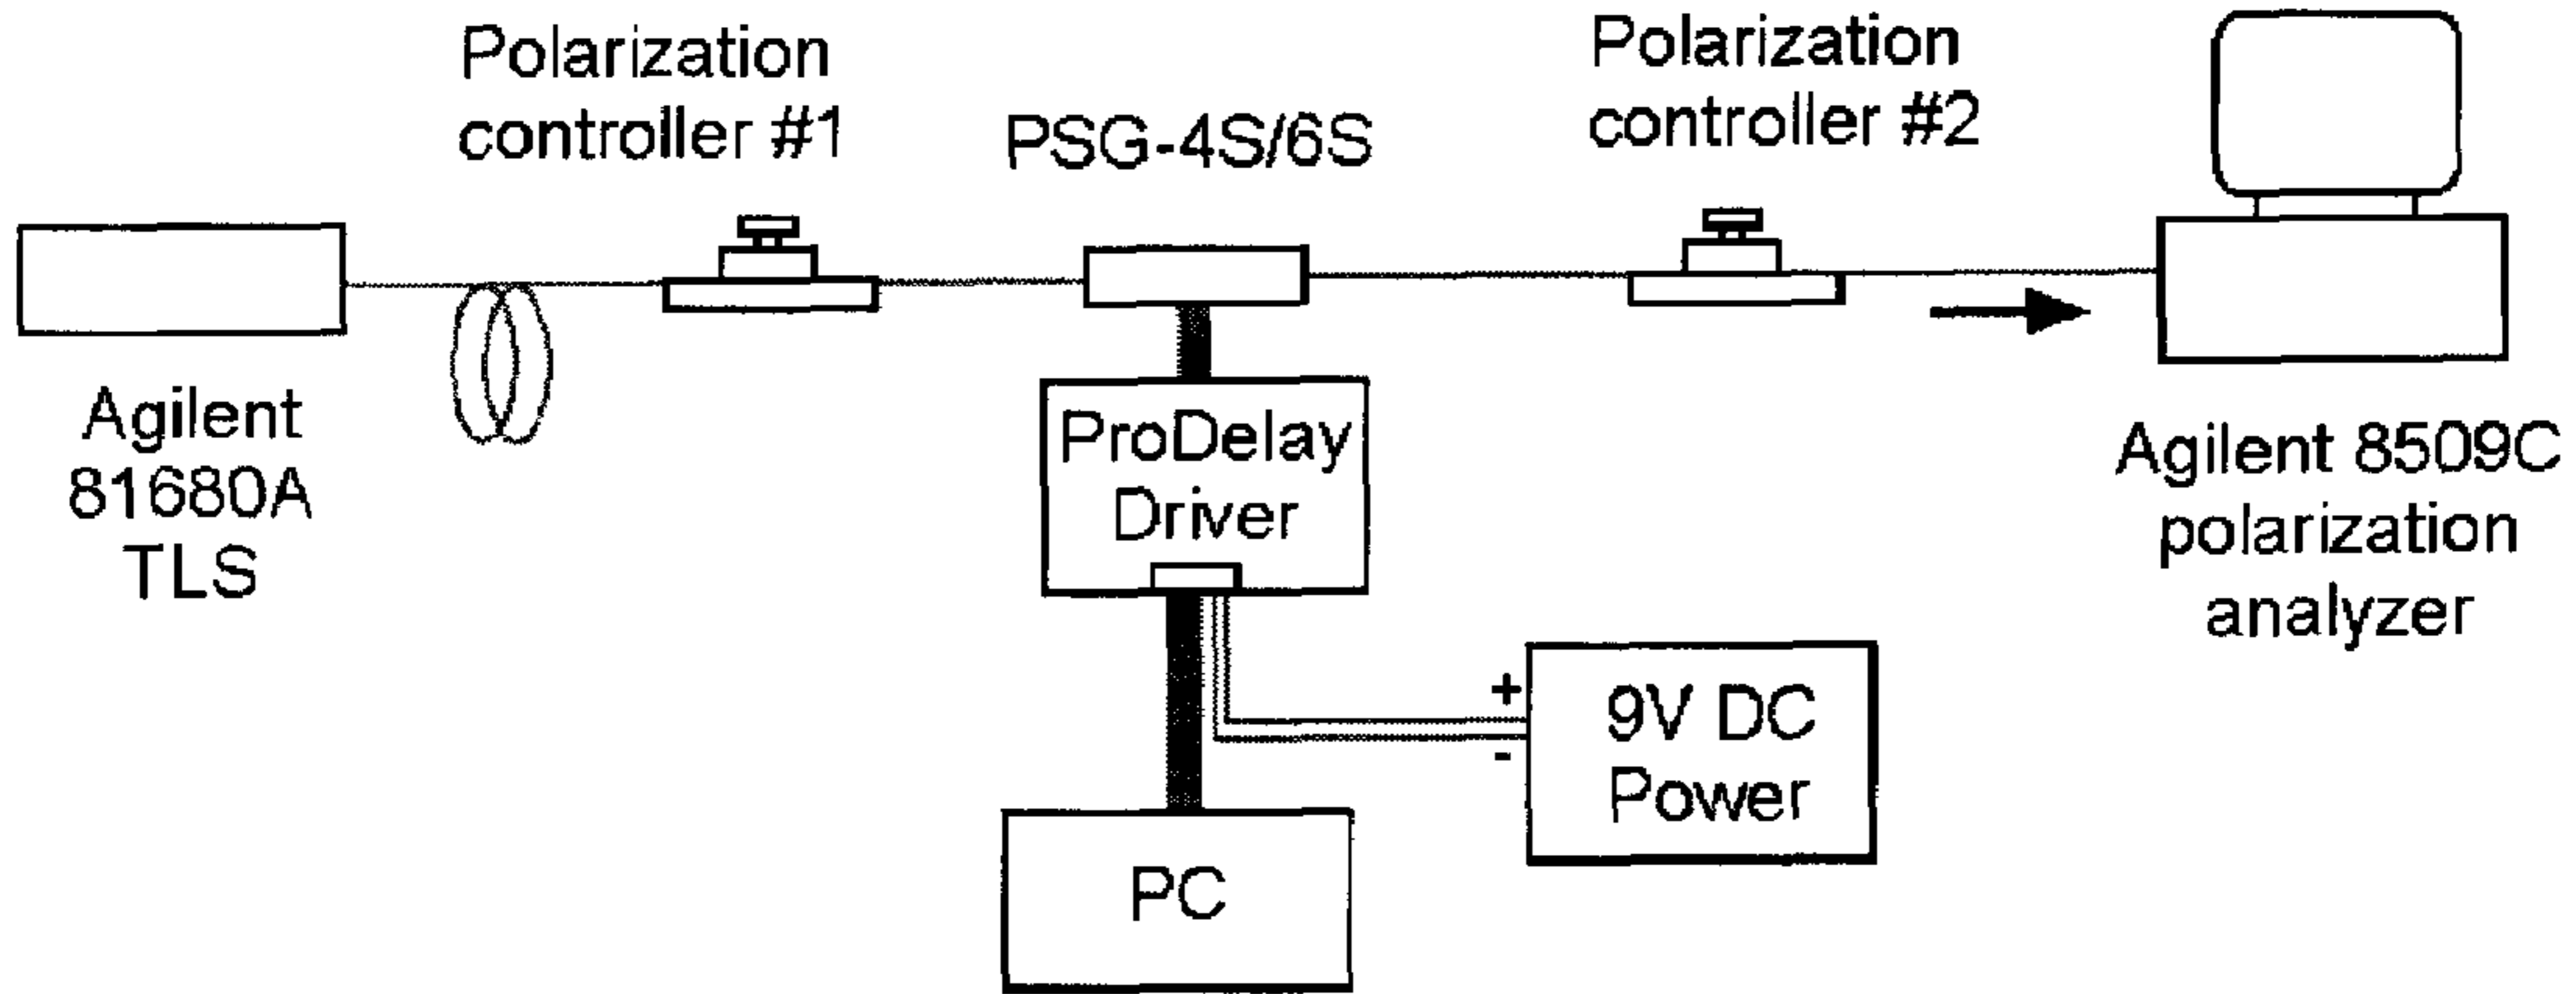 Polarization
controller #1
PSG-4S/6S
Polarization
controller #2
Agilent
81680A
TLS
ProDelay
Driver
Agilent 8509C
polarization
analyzer
+
-
9V DC
Power
PC